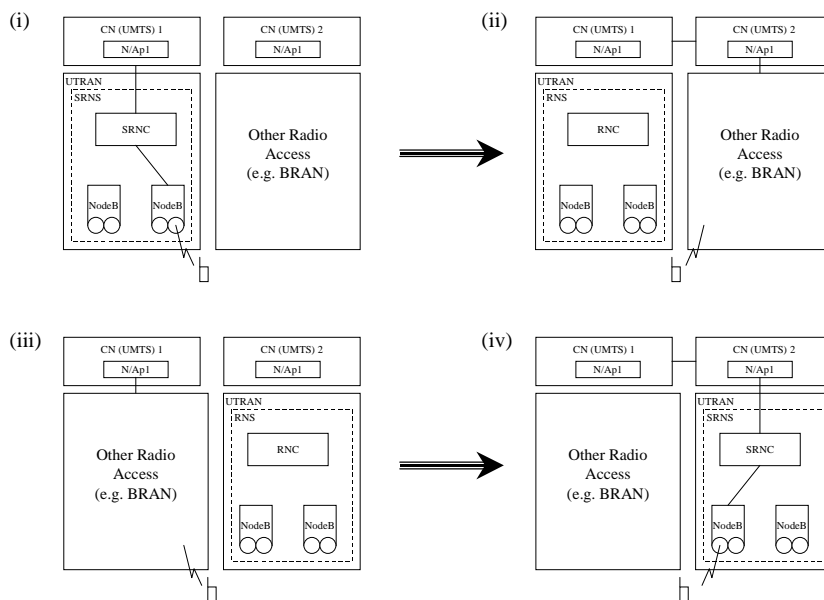 (i)
CN (UMTS) 1
N/Ap1
CN (UMTS) 2
N/Ap1
UTRAN
SRNS
SRNC
NodeB
NodeB
Other Radio
Access
(e.g. BRAN)
(ii)
CN (UMTS) 1
N/Ap1
CN (UMTS) 2
N/Ap1
UTRAN
RNS
RNC
NodeB
NodeB
Other Radio
Access
(e.g. BRAN)
(iii)
CN (UMTS) 1
N/Ap1
CN (UMTS) 2
N/Ap1
Other Radio
Access
(e.g. BRAN)
UTRAN
RNS
RNC
NodeB
NodeB
(iv)
CN (UMTS) 1
N/Ap1
CN (UMTS) 2
N/Ap1
Other Radio
Access
(e.g. BRAN)
UTRAN
SRNS
SRNC
NodeB
NodeB